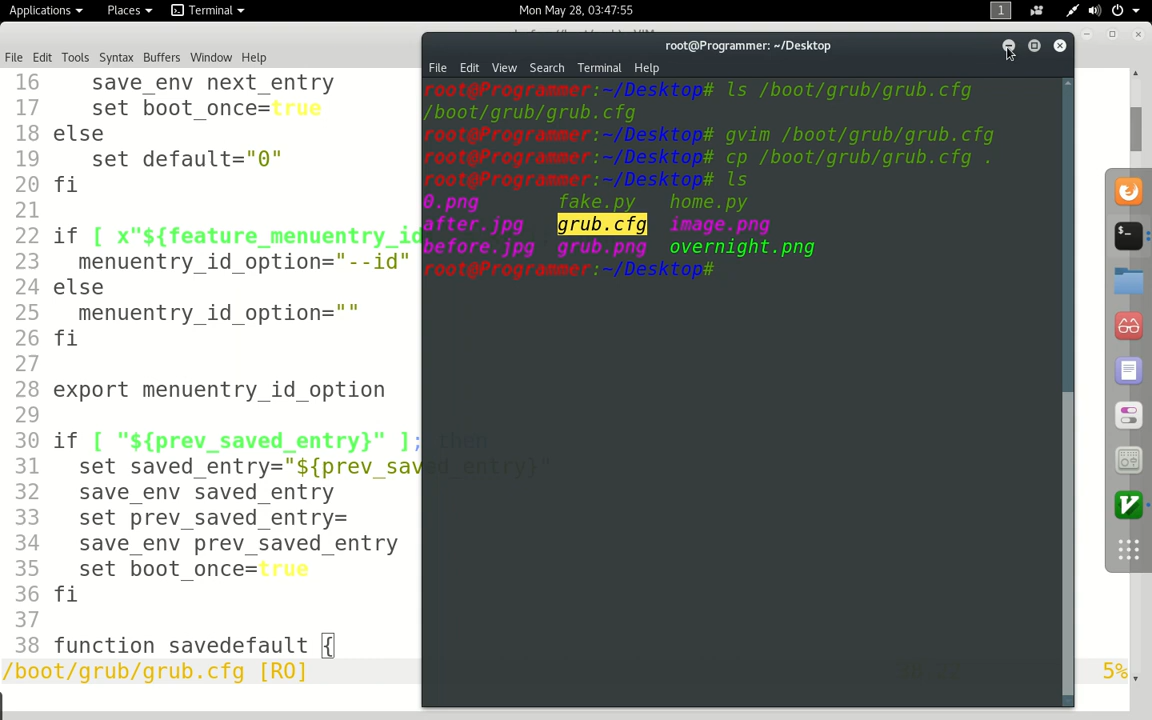 Applications Places Terminal Mon May 28, 03:47:55 1
File Edit Tools Syntax Buffers Window Help
16 save_env next_entry
17 set boot_once=true
18 else
19 set default="0"
20 fi
21
22 if [ x"${feature_menuentry_id
23 menuentry_id_option="--id"
24 else
25 menuentry_id_option=""
26 fi
27
28 export menuentry_id_option
29
30 if [ "${prev_saved_entry}" ]; then
31 set saved_entry="${prev_saved_entry}"
32 save_env saved_entry
33 set prev_saved_entry=
34 save_env prev_saved_entry
35 set boot_once=true
36 fi
37
38 function savedefault {
/boot/grub/grub.cfg [RO] 5%
root@Programmer: ~/Desktop
File Edit View Search Terminal Help
root@Programmer:~/Desktop# ls /boot/grub/grub.cfg
/boot/grub/grub.cfg
root@Programmer:~/Desktop# gvim /boot/grub/grub.cfg
root@Programmer:~/Desktop# cp /boot/grub/grub.cfg .
root@Programmer:~/Desktop# ls
0.png fake.py home.py
after.jpg grub.cfg image.png
before.jpg grub.png overnight.png
root@Programmer:~/Desktop#